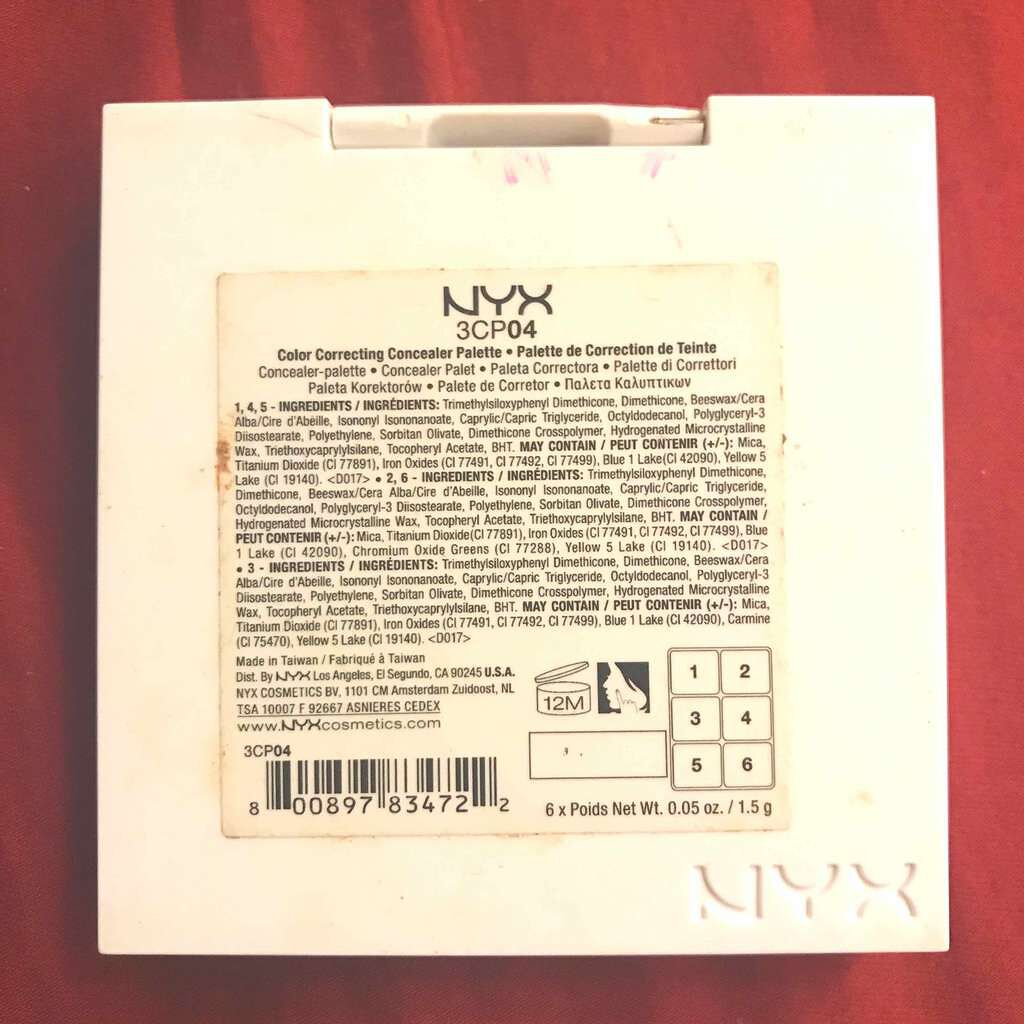 NYX
3CP04
Color Correcting Concealer Palette • Palette de Correction de Teinte
Concealer-palette • Concealer Palet • Paleta Correctora • Palette di Correttori
Paleta Korektorów • Palete de Corretor • Παλετα Καλυπτικων
1, 4, 5 - INGREDIENTS / INGRÉDIENTS: Trimethylsiloxyphenyl Dimethicone, Dimethicone, Beeswax/Cera
Alba/Cire d'Abeille, Isononyl Isononanoate, Caprylic/Capric Triglyceride, Octyldodecanol, Polyglyceryl-3
Diisostearate, Polyethylene, Sorbitan Olivate, Dimethicone Crosspolymer, Hydrogenated Microcrystalline
Wax, Triethoxycaprylylsilane, Tocopheryl Acetate, BHT. MAY CONTAIN / PEUT CONTENIR (+/-): Mica,
Titanium Dioxide (CI 77891), Iron Oxides (CI 77491, CI 77492, CI 77499), Blue 1 Lake(CI 42090), Yellow 5
Lake (CI 19140). <D017> • 2, 6 - INGREDIENTS / INGRÉDIENTS: Trimethylsiloxyphenyl Dimethicone,
Dimethicone, Beeswax/Cera Alba/Cire d'Abeille, Isononyl Isononanoate, Caprylic/Capric Triglyceride,
Octyldodecanol, Polyglyceryl-3 Diisostearate, Polyethylene, Sorbitan Olivate, Dimethicone Crosspolymer,
Hydrogenated Microcrystalline Wax, Tocopheryl Acetate, Triethoxycaprylylsilane, BHT. MAY CONTAIN /
PEUT CONTENIR (+/-): Mica, Titanium Dioxide(CI 77891), Iron Oxides (CI 77491, CI 77492, CI 77499), Blue
1 Lake (CI 42090), Chromium Oxide Greens (CI 77288), Yellow 5 Lake (CI 19140). <D017>
• 3 - INGREDIENTS / INGRÉDIENTS: Trimethylsiloxyphenyl Dimethicone, Dimethicone, Beeswax/Cera
Alba/Cire d'Abeille, Isononyl Isononanoate, Caprylic/Capric Triglyceride, Octyldodecanol, Polyglyceryl-3
Diisostearate, Polyethylene, Sorbitan Olivate, Dimethicone Crosspolymer, Hydrogenated Microcrystalline
Wax, Tocopheryl Acetate, Triethoxycaprylylsilane, BHT. MAY CONTAIN / PEUT CONTENIR (+/-): Mica,
Titanium Dioxide (CI 77891), Iron Oxides (CI 77491, CI 77492, CI 77499), Blue 1 Lake (CI 42090), Carmine
(CI 75470), Yellow 5 Lake (CI 19140). <D017>
Made in Taiwan / Fabriqué à Taiwan
Dist. By NYX Los Angeles, El Segundo, CA 90245 U.S.A.
NYX COSMETICS BV, 1101 CM Amsterdam Zuidoost, NL
TSA 10007 F 92667 ASNIERES CEDEX
www.NYXcosmetics.com
12M
1 2
3 4
5 6
3CP04
8 00897 83472 2
6 x Poids Net Wt. 0.05 oz. / 1.5 g
NYX